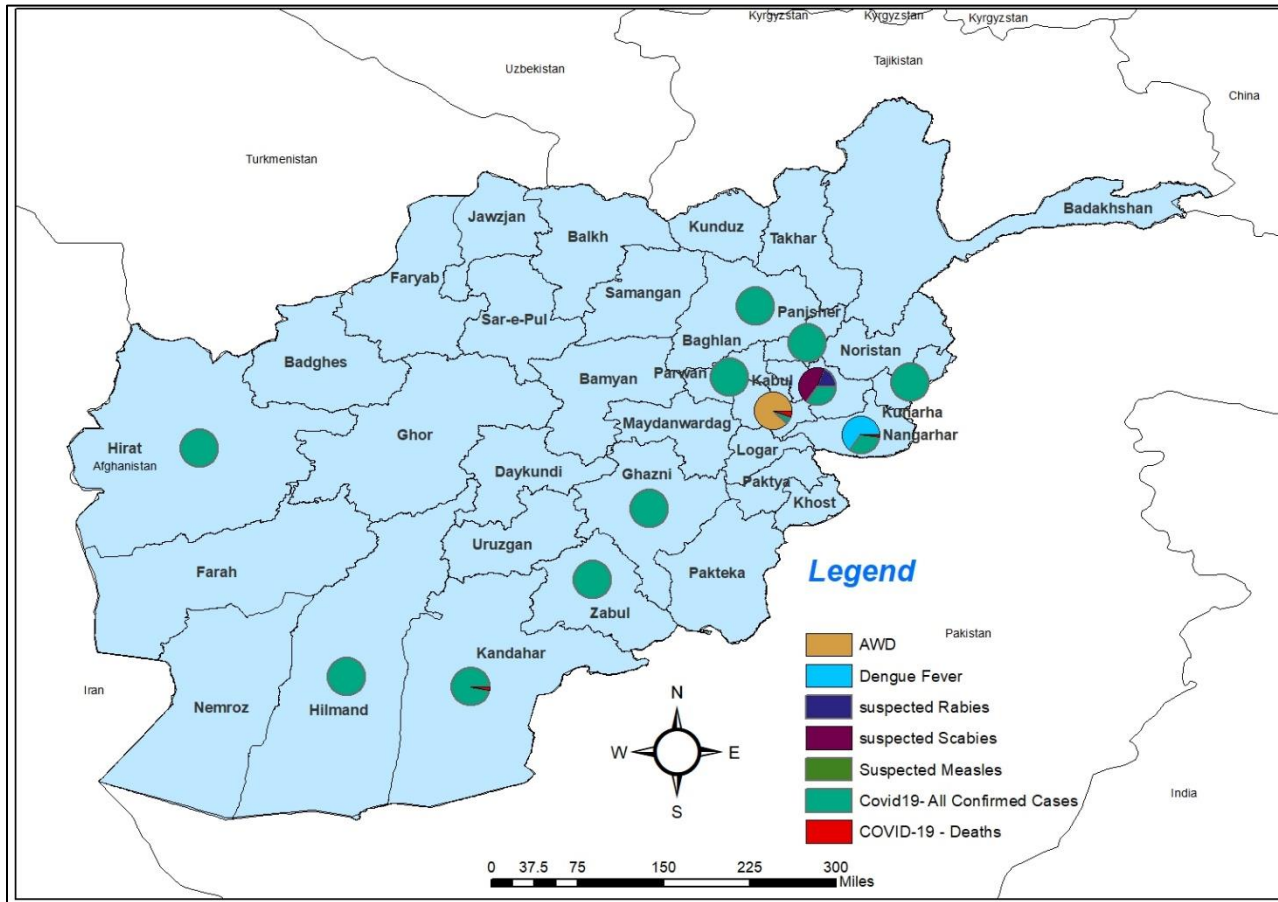 Kyrgyzstan
Kyrgyzstan
Kyrgyzstan
Uzbekistan
Tajikistan
China
Turkmenistan
Badakhshan
Jawzjan
Balkh
Kunduz
Takhar
Faryab
Samangan
Sar-e-Pul
Panjsher
Baghlan
Noristan
Badghes
Bamyan
Parwan
Kabul
Kunarha
Maydanwardag
Ghor
Nangarhar
Hirat
Afghanistan
Logar
Daykundi
Ghazni
Paktya
Khost
Uruzgan
Farah
Pakteka
Zabul
Kandahar
Iran
Nemroz
Hilmand
Legend
Pakistan
AWD
Dengue Fever
suspected Rabies
suspected Scabies
Suspected Measles
Covid19- All Confirmed Cases
COVID-19 - Deaths
N
W
E
S
India
0 37.5 75 150 225 300
Miles